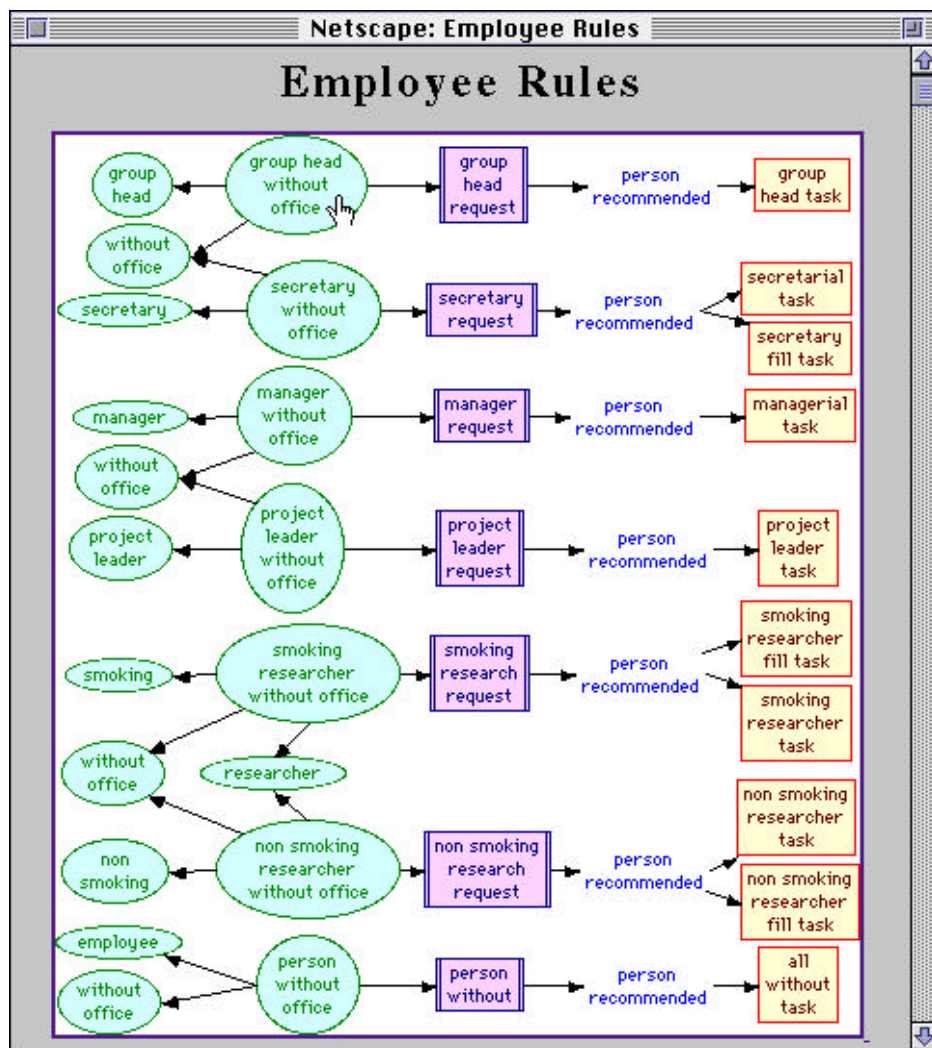 Netscape: Employee Rules
Employee Rules
group
head
group head
without
office
group
head
request
person
recommended
group
head task
without
office
secretary
secretary
without
office
secretary
request
person
recommended
secretarial
task
secretary
fill task
manager
manager
without
office
manager
request
person
recommended
managerial
task
without
office
project
leader
project
leader
without
office
project
leader
request
person
recommended
project
leader
task
smoking
smoking
researcher
without office
smoking
research
request
person
recommended
smoking
researcher
fill task
smoking
researcher
task
without
office
researcher
non
smoking
non smoking
researcher
without office
non smoking
research
request
person
recommended
non smoking
researcher
task
non smoking
researcher
fill task
employee
without
office
person
without
office
person
without
person
recommended
all
without
task